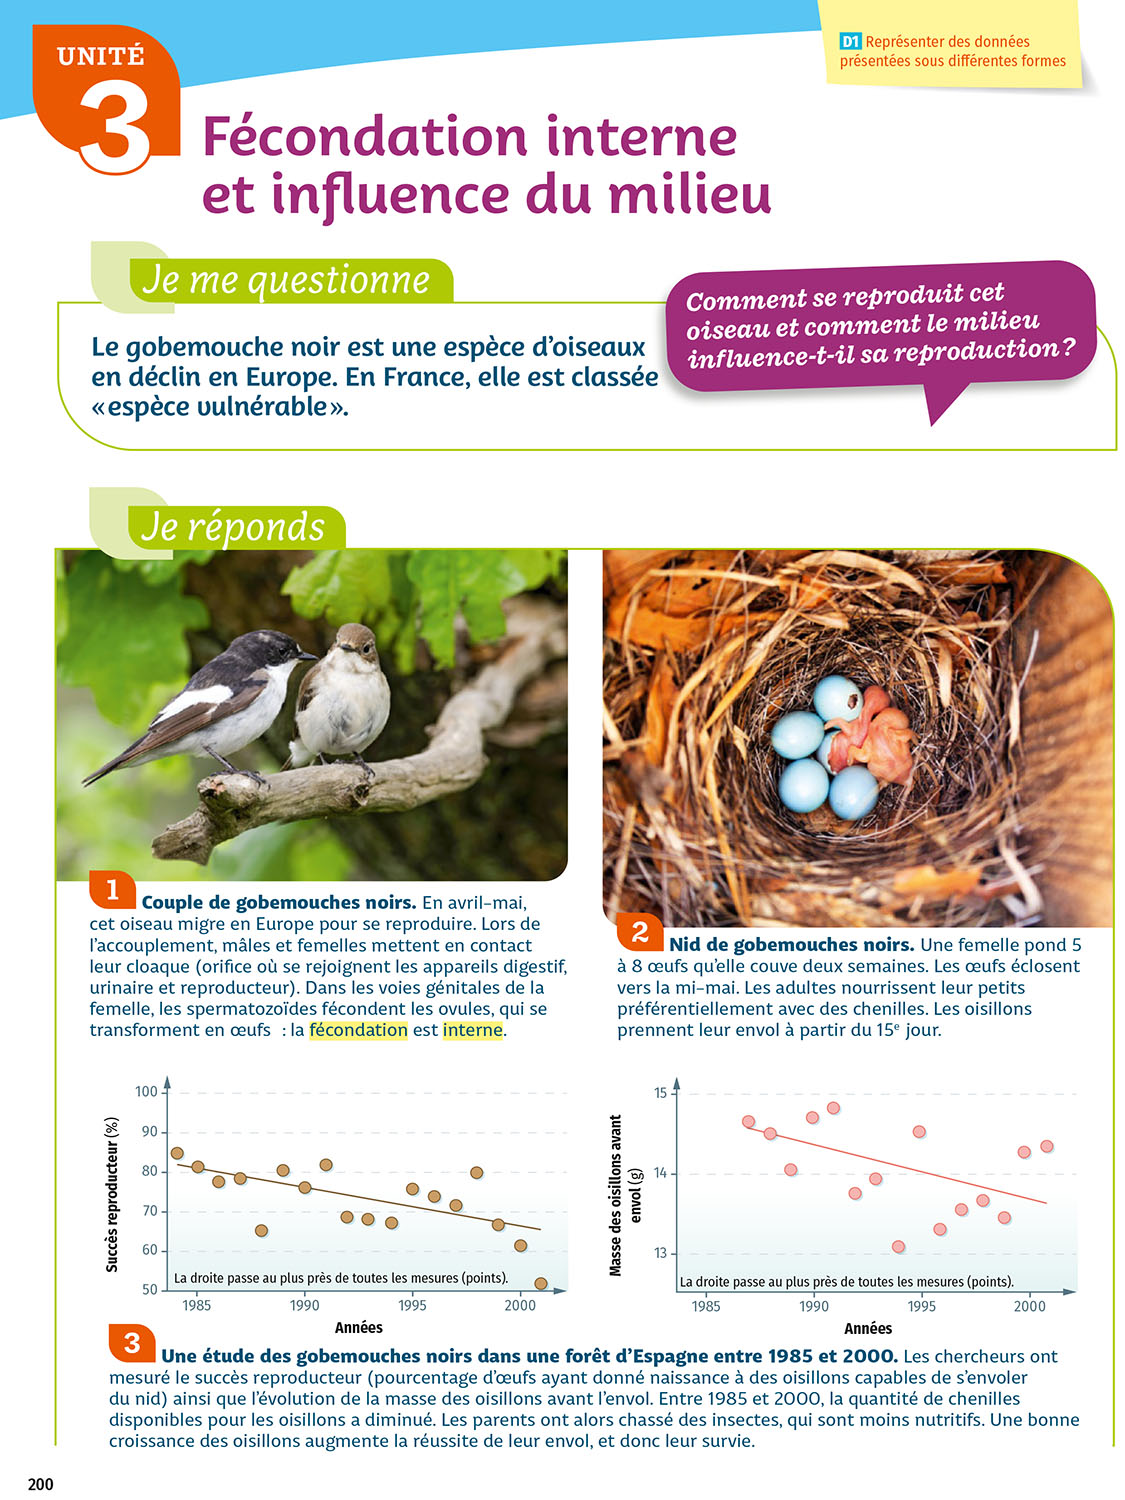 UNITÉ
3
D1 Représenter des données
présentées sous différentes formes
Fécondation interne
et influence du milieu
Je me questionne
Le gobemouche noir est une espèce d'oiseaux
en déclin en Europe. En France, elle est classée
« espèce vulnérable ».
Comment se reproduit cet
oiseau et comment le milieu
influence-t-il sa reproduction ?
Je réponds
1 Couple de gobemouches noirs. En avril-mai,
cet oiseau migre en Europe pour se reproduire. Lors de
l'accouplement, mâles et femelles mettent en contact
leur cloaque (orifice où se rejoignent les appareils digestif,
urinaire et reproducteur). Dans les voies génitales de la
femelle, les spermatozoïdes fécondent les ovules, qui se
transforment en œufs : la fécondation est interne.
2 Nid de gobemouches noirs. Une femelle pond 5
à 8 œufs qu'elle couve deux semaines. Les œufs éclosent
vers la mi-mai. Les adultes nourrissent leur petits
préférentiellement avec des chenilles. Les oisillons
prennent leur envol à partir du 15e jour.
Succès reproducteur (%)
100
90
80
70
60
50
La droite passe au plus près de toutes les mesures (points).
1985 1990 1995 2000
Années
Masse des oisillons avant
envol (g)
15
14
13
La droite passe au plus près de toutes les mesures (points).
1985 1990 1995 2000
Années
3 Une étude des gobemouches noirs dans une forêt d'Espagne entre 1985 et 2000. Les chercheurs ont
mesuré le succès reproducteur (pourcentage d'œufs ayant donné naissance à des oisillons capables de s'envoler
du nid) ainsi que l'évolution de la masse des oisillons avant l'envol. Entre 1985 et 2000, la quantité de chenilles
disponibles pour les oisillons a diminué. Les parents ont alors chassé des insectes, qui sont moins nutritifs. Une bonne
croissance des oisillons augmente la réussite de leur envol, et donc leur survie.
200